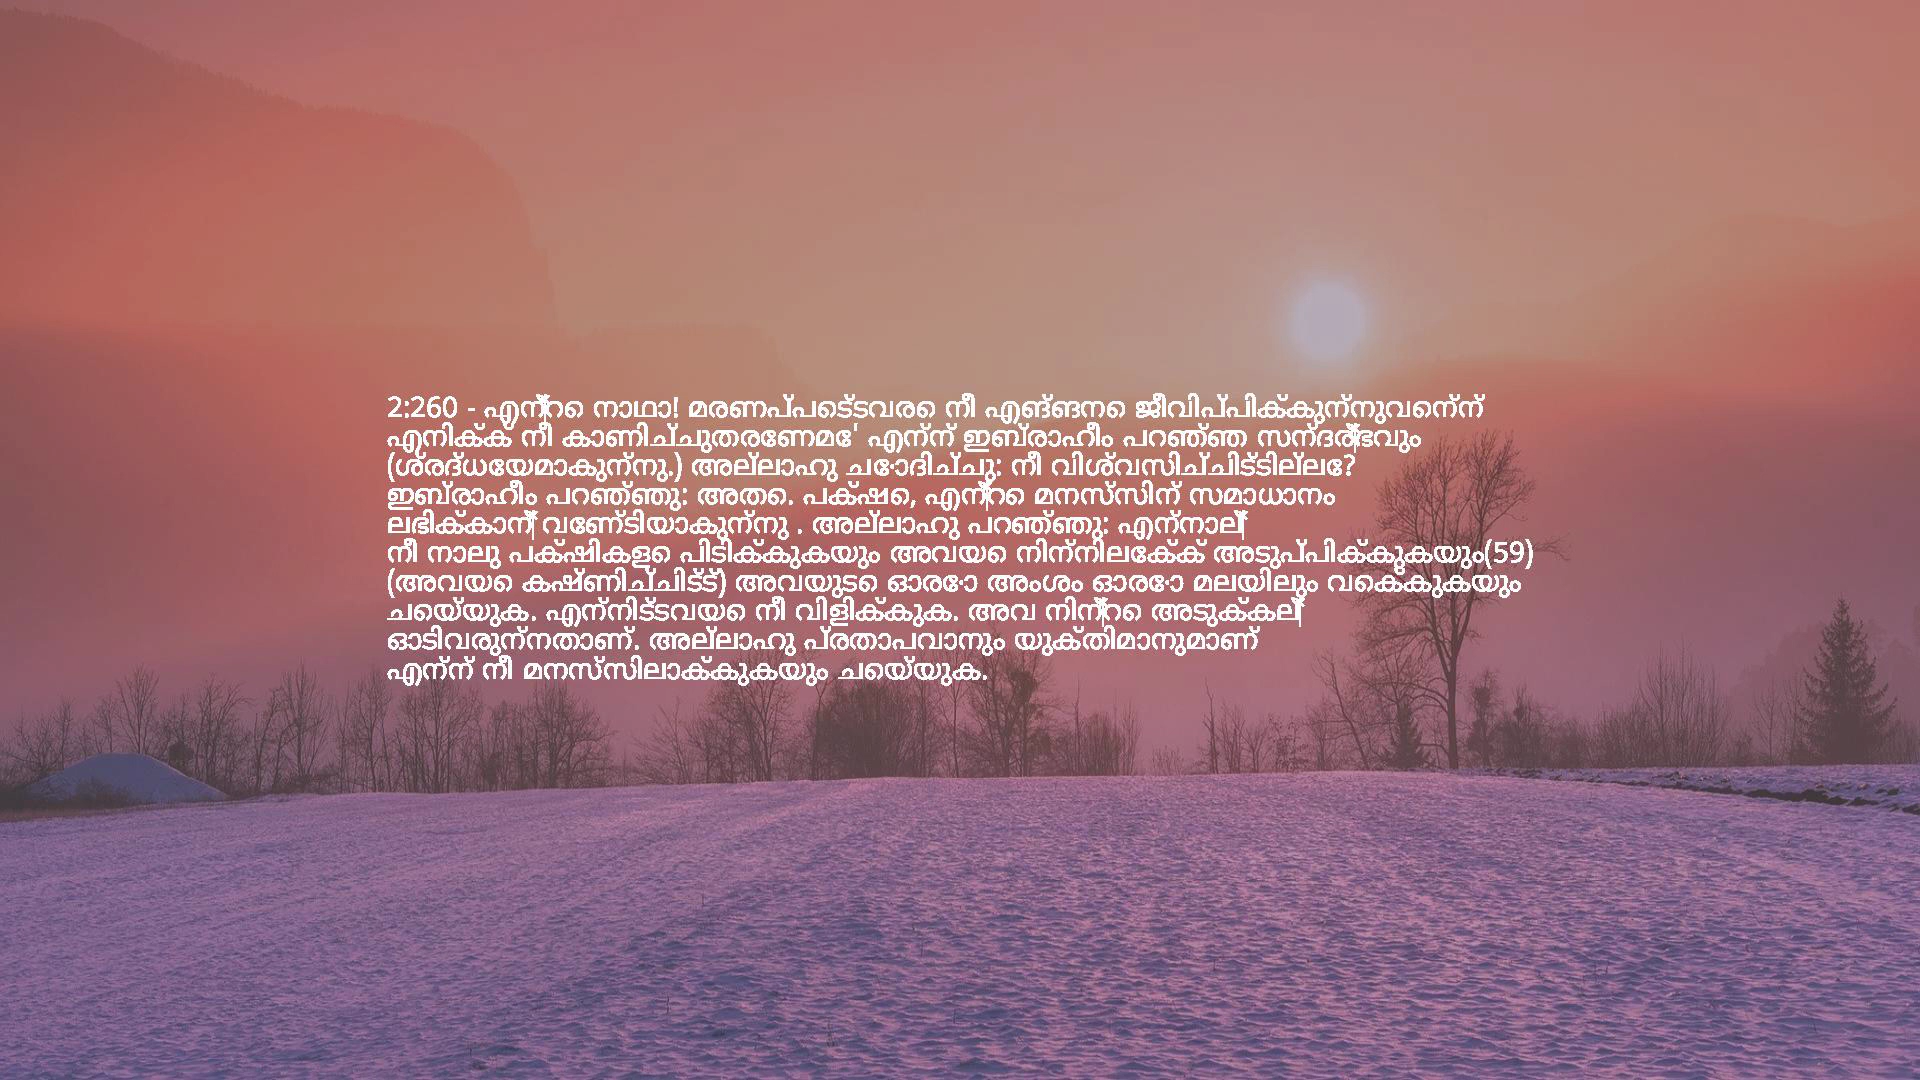 2:260 - എന്‍റെ നാഥാ! മരണപ്പെട്ടവരെ നീ എങ്ങനെ ജീവിപ്പിക്കുന്നുവെന്ന്
എനിക്ക് നീ കാണിച്ചുതരേണമേ' എന്ന് ഇബ്രാഹീം പറഞ്ഞ സന്ദര്‍ഭവും
(ശ്രദ്ധേയമാകുന്നു.) അല്ലാഹു ചോദിച്ചു: നീ വിശ്വസിച്ചിട്ടില്ലേ?
ഇബ്രാഹീം പറഞ്ഞു: അതെ. പക്ഷെ, എന്‍റെ മനസ്സിന് സമാധാനം
ലഭിക്കാന്‍ വേണ്ടിയാകുന്നു . അല്ലാഹു പറഞ്ഞു: എന്നാല്‍
നീ നാലു പക്ഷികളെ പിടിക്കുകയും അവയെ നിന്നിലേക്ക് അടുപ്പിക്കുകയും(59)
(അവയെ കഷ്ണിച്ചിട്ട്) അവയുടെ ഓരോ അംശം ഓരോ മലയിലും വെക്കുകയും
ചെയ്യുക. എന്നിട്ടവയെ നീ വിളിക്കുക. അവ നിന്‍റെ അടുക്കല്‍
ഓടിവരുന്നതാണ്. അല്ലാഹു പ്രതാപവാനും യുക്തിമാനുമാണ്
എന്ന് നീ മനസ്സിലാക്കുകയും ചെയ്യുക.